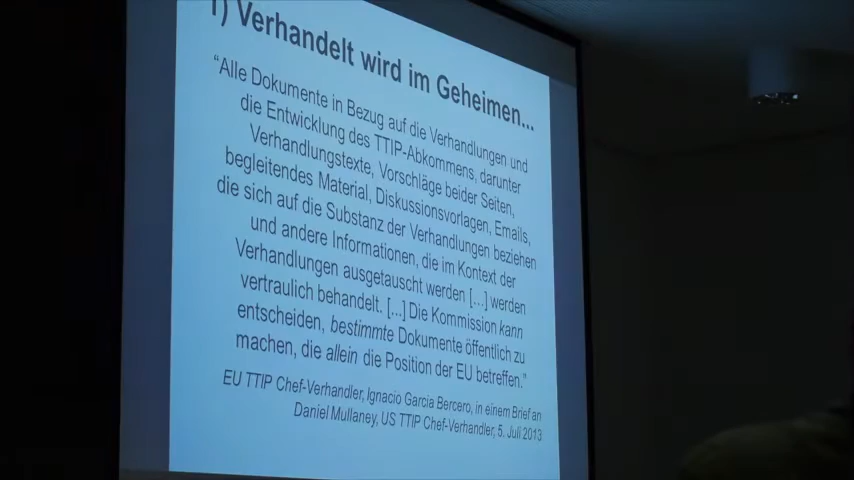 1) Verhandelt wird im Geheimen...
“Alle Dokumente in Bezug auf die Verhandlungen und
die Entwicklung des TTIP-Abkommens, darunter
Verhandlungstexte, Vorschläge beider Seiten,
begleitendes Material, Diskussionsvorlagen, Emails,
die sich auf die Substanz der Verhandlungen beziehen
und andere Informationen, die im Kontext der
Verhandlungen ausgetauscht werden [...] werden
vertraulich behandelt. [...] Die Kommission kann
entscheiden, bestimmte Dokumente öffentlich zu
machen, die allein die Position der EU betreffen.”
EU TTIP Chef-Verhandler, Ignacio Garcia Bercero, in einem Brief an
Daniel Mullaney, US TTIP Chef-Verhandler, 5. Juli 2013